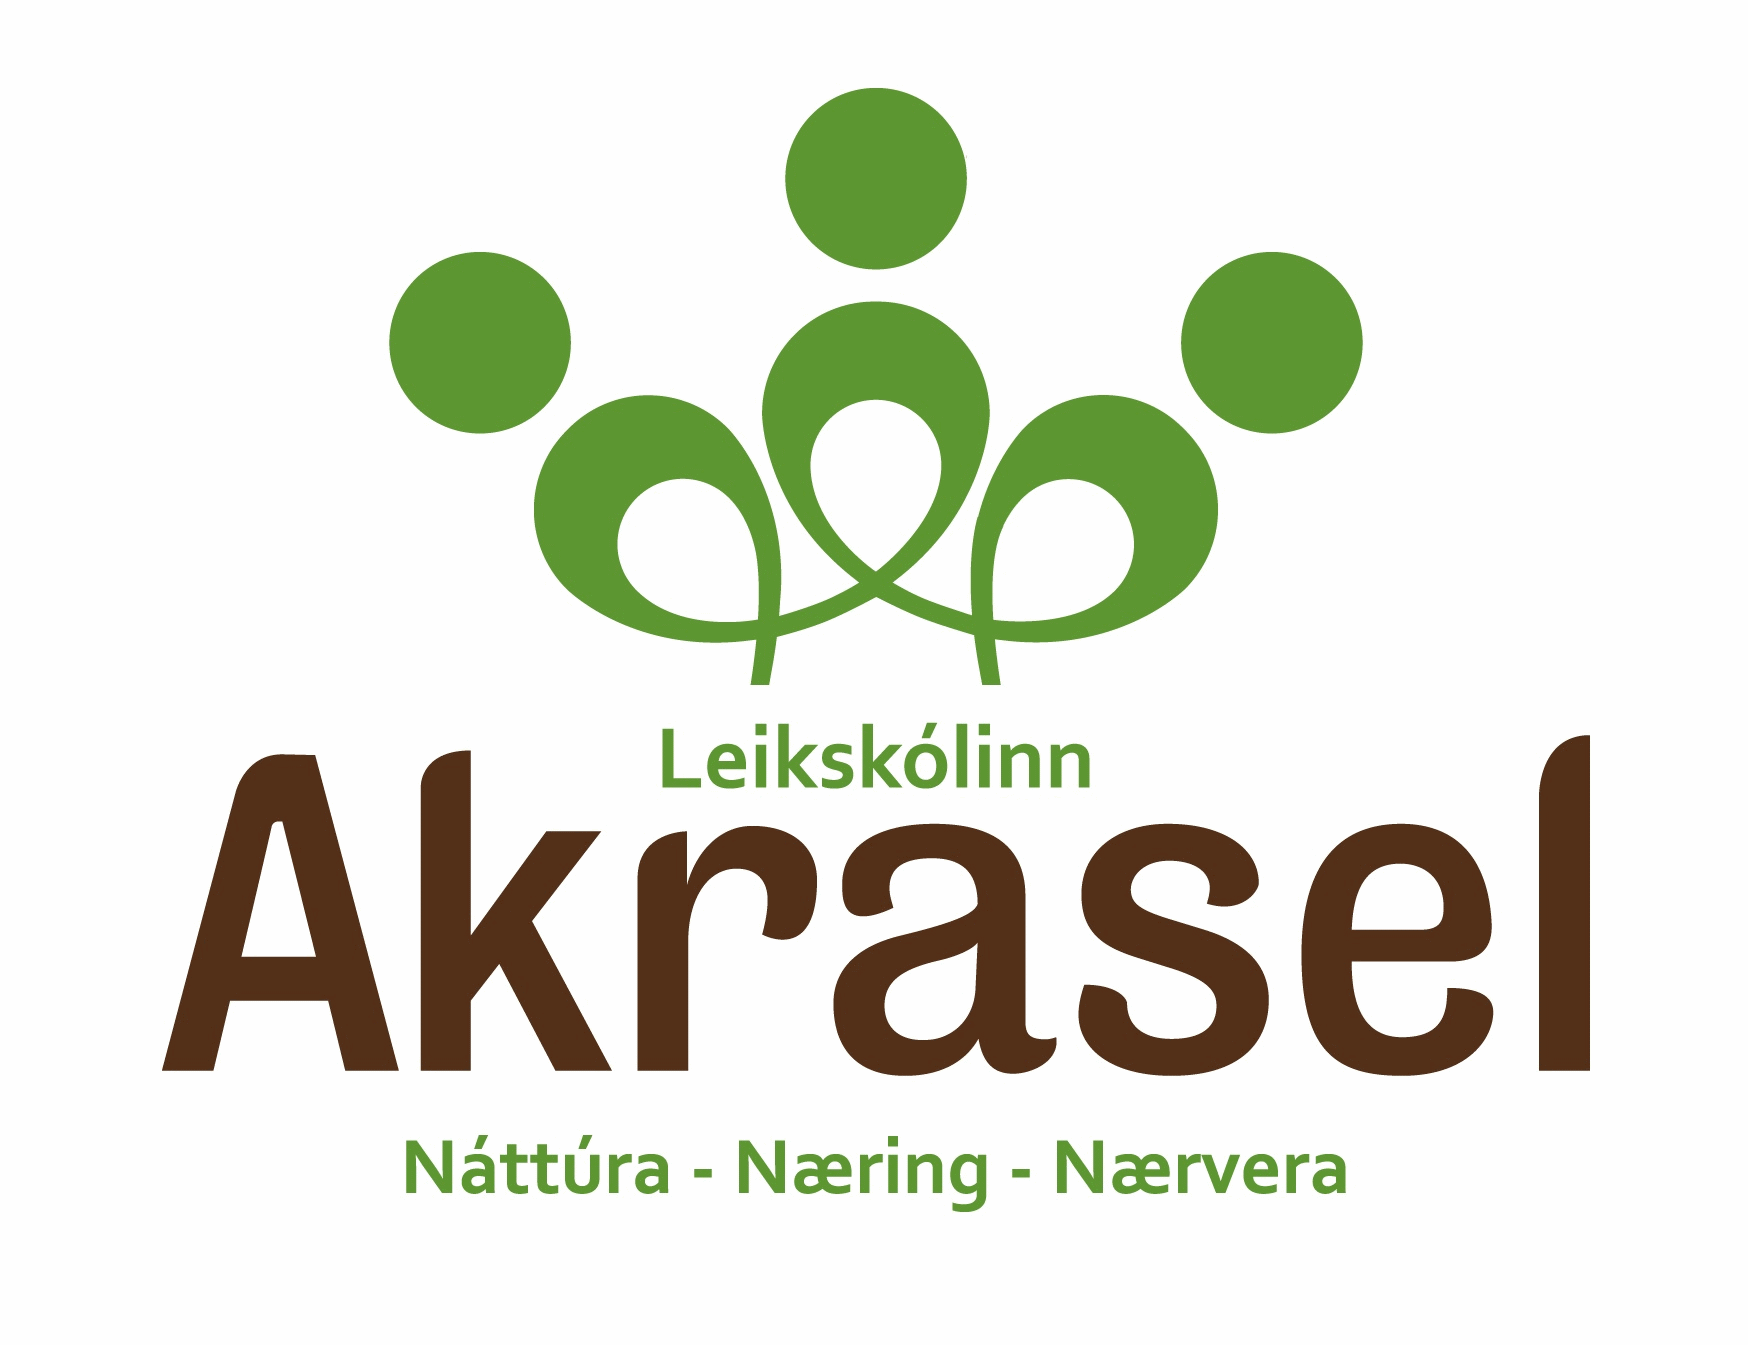 Leikskólinn
Akrasel
Náttúra - Næring - Nærvera